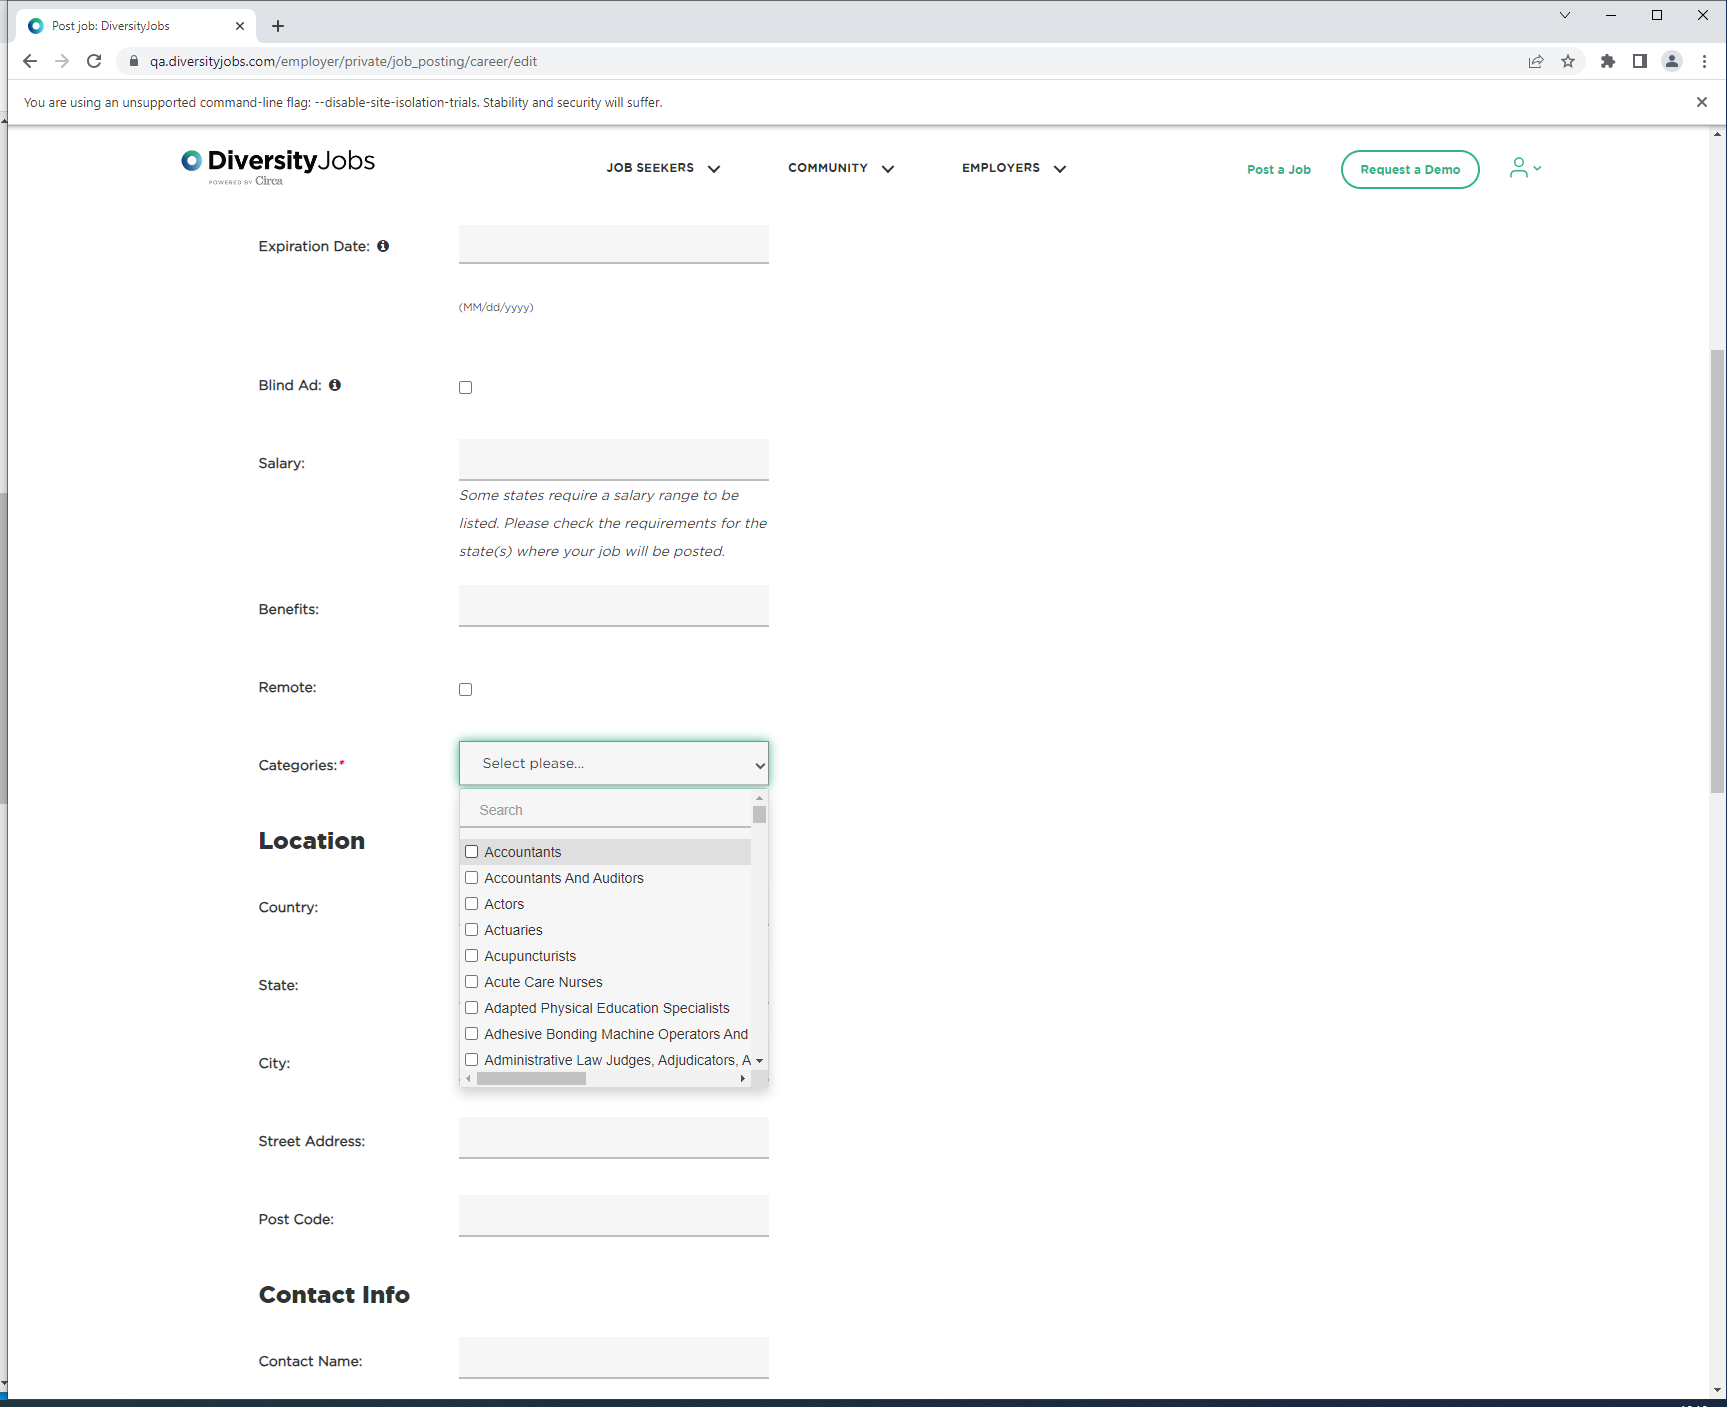 Post job: DiversityJobs
qa.diversityjobs.com/employer/private/job_posting/career/edit
You are using an unsupported command-line flag: --disable-site-isolation-trials. Stability and security will suffer.
DiversityJobs
POWERED BY Circa
JOB SEEKERS
COMMUNITY
EMPLOYERS
Post a Job
Request a Demo
Expiration Date:
(MM/dd/yyyy)
Blind Ad:
Salary:
Some states require a salary range to be
listed. Please check the requirements for the
state(s) where your job will be posted.
Benefits:
Remote:
Categories:*
Select please...
Search
Accountants
Accountants And Auditors
Actors
Actuaries
Acupuncturists
Acute Care Nurses
Adapted Physical Education Specialists
Adhesive Bonding Machine Operators And
Administrative Law Judges, Adjudicators, A
Location
Country:
State:
City:
Street Address:
Post Code:
Contact Info
Contact Name: